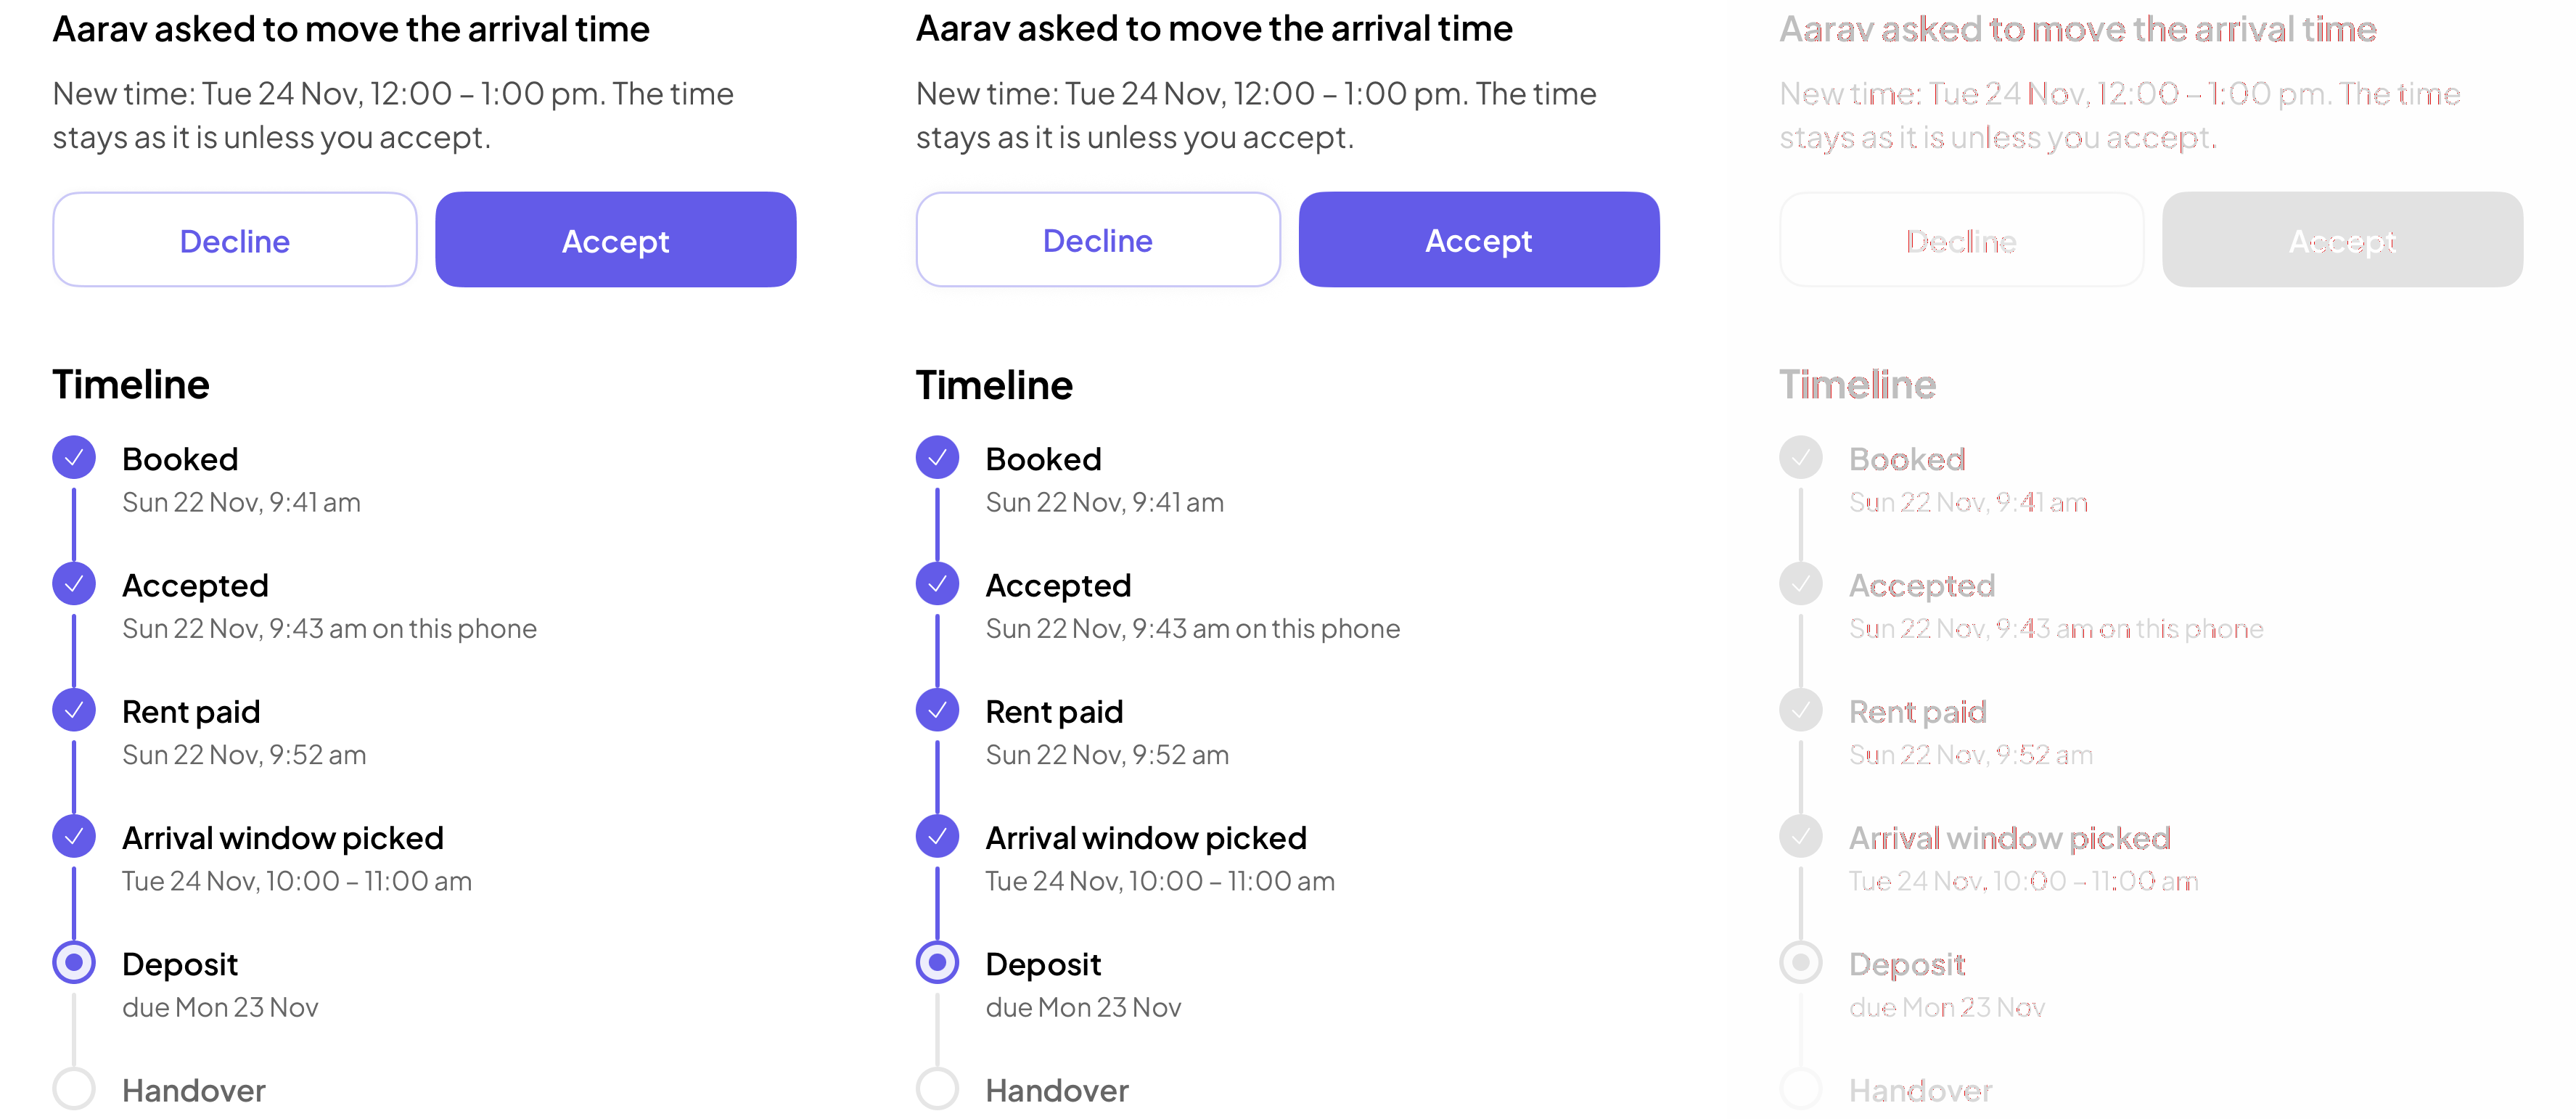 Aarav asked to move the arrival time
New time: Tue 24 Nov, 12:00 – 1:00 pm. The time
stays as it is unless you accept.
Decline
Accept
Timeline
Booked
Sun 22 Nov, 9:41 am
Accepted
Sun 22 Nov, 9:43 am on this phone
Rent paid
Sun 22 Nov, 9:52 am
Arrival window picked
Tue 24 Nov, 10:00 – 11:00 am
Deposit
due Mon 23 Nov
Handover
Aarav asked to move the arrival time
New time: Tue 24 Nov, 12:00 – 1:00 pm. The time
stays as it is unless you accept.
Decline
Accept
Timeline
Booked
Sun 22 Nov, 9:41 am
Accepted
Sun 22 Nov, 9:43 am on this phone
Rent paid
Sun 22 Nov, 9:52 am
Arrival window picked
Tue 24 Nov, 10:00 – 11:00 am
Deposit
due Mon 23 Nov
Handover
Aarav asked to move the arrival time
New time: Tue 24 Nov, 12:00 – 1:00 pm. The time
stays as it is unless you accept.
Decline
Accept
Timeline
Booked
Sun 22 Nov, 9:41 am
Accepted
Sun 22 Nov, 9:43 am on this phone
Rent paid
Sun 22 Nov, 9:52 am
Arrival window picked
Tue 24 Nov, 10:00 – 11:00 am
Deposit
due Mon 23 Nov
Handover